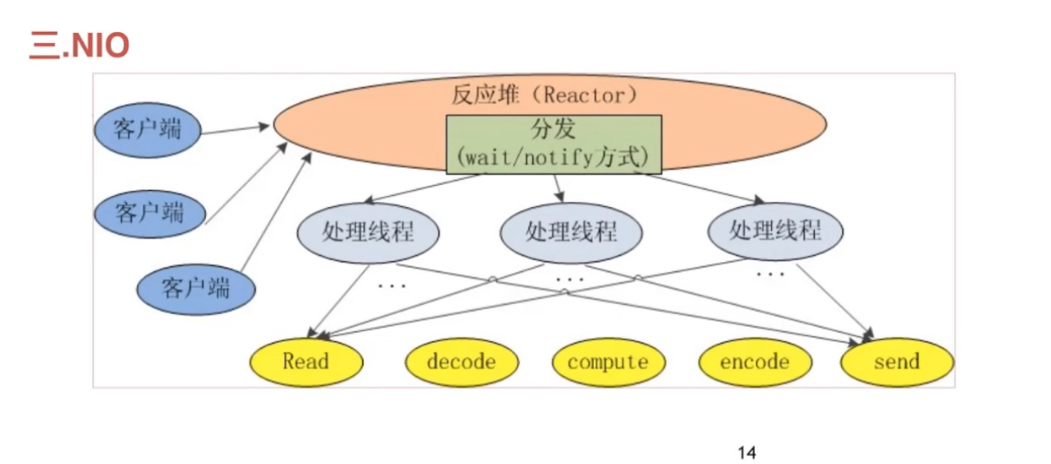 三.NIO
反应堆（Reactor）
分发
(wait/notify方式)
客户端
客户端
客户端
处理线程
处理线程
处理线程
...
...
...
Read
decode
compute
encode
send
14